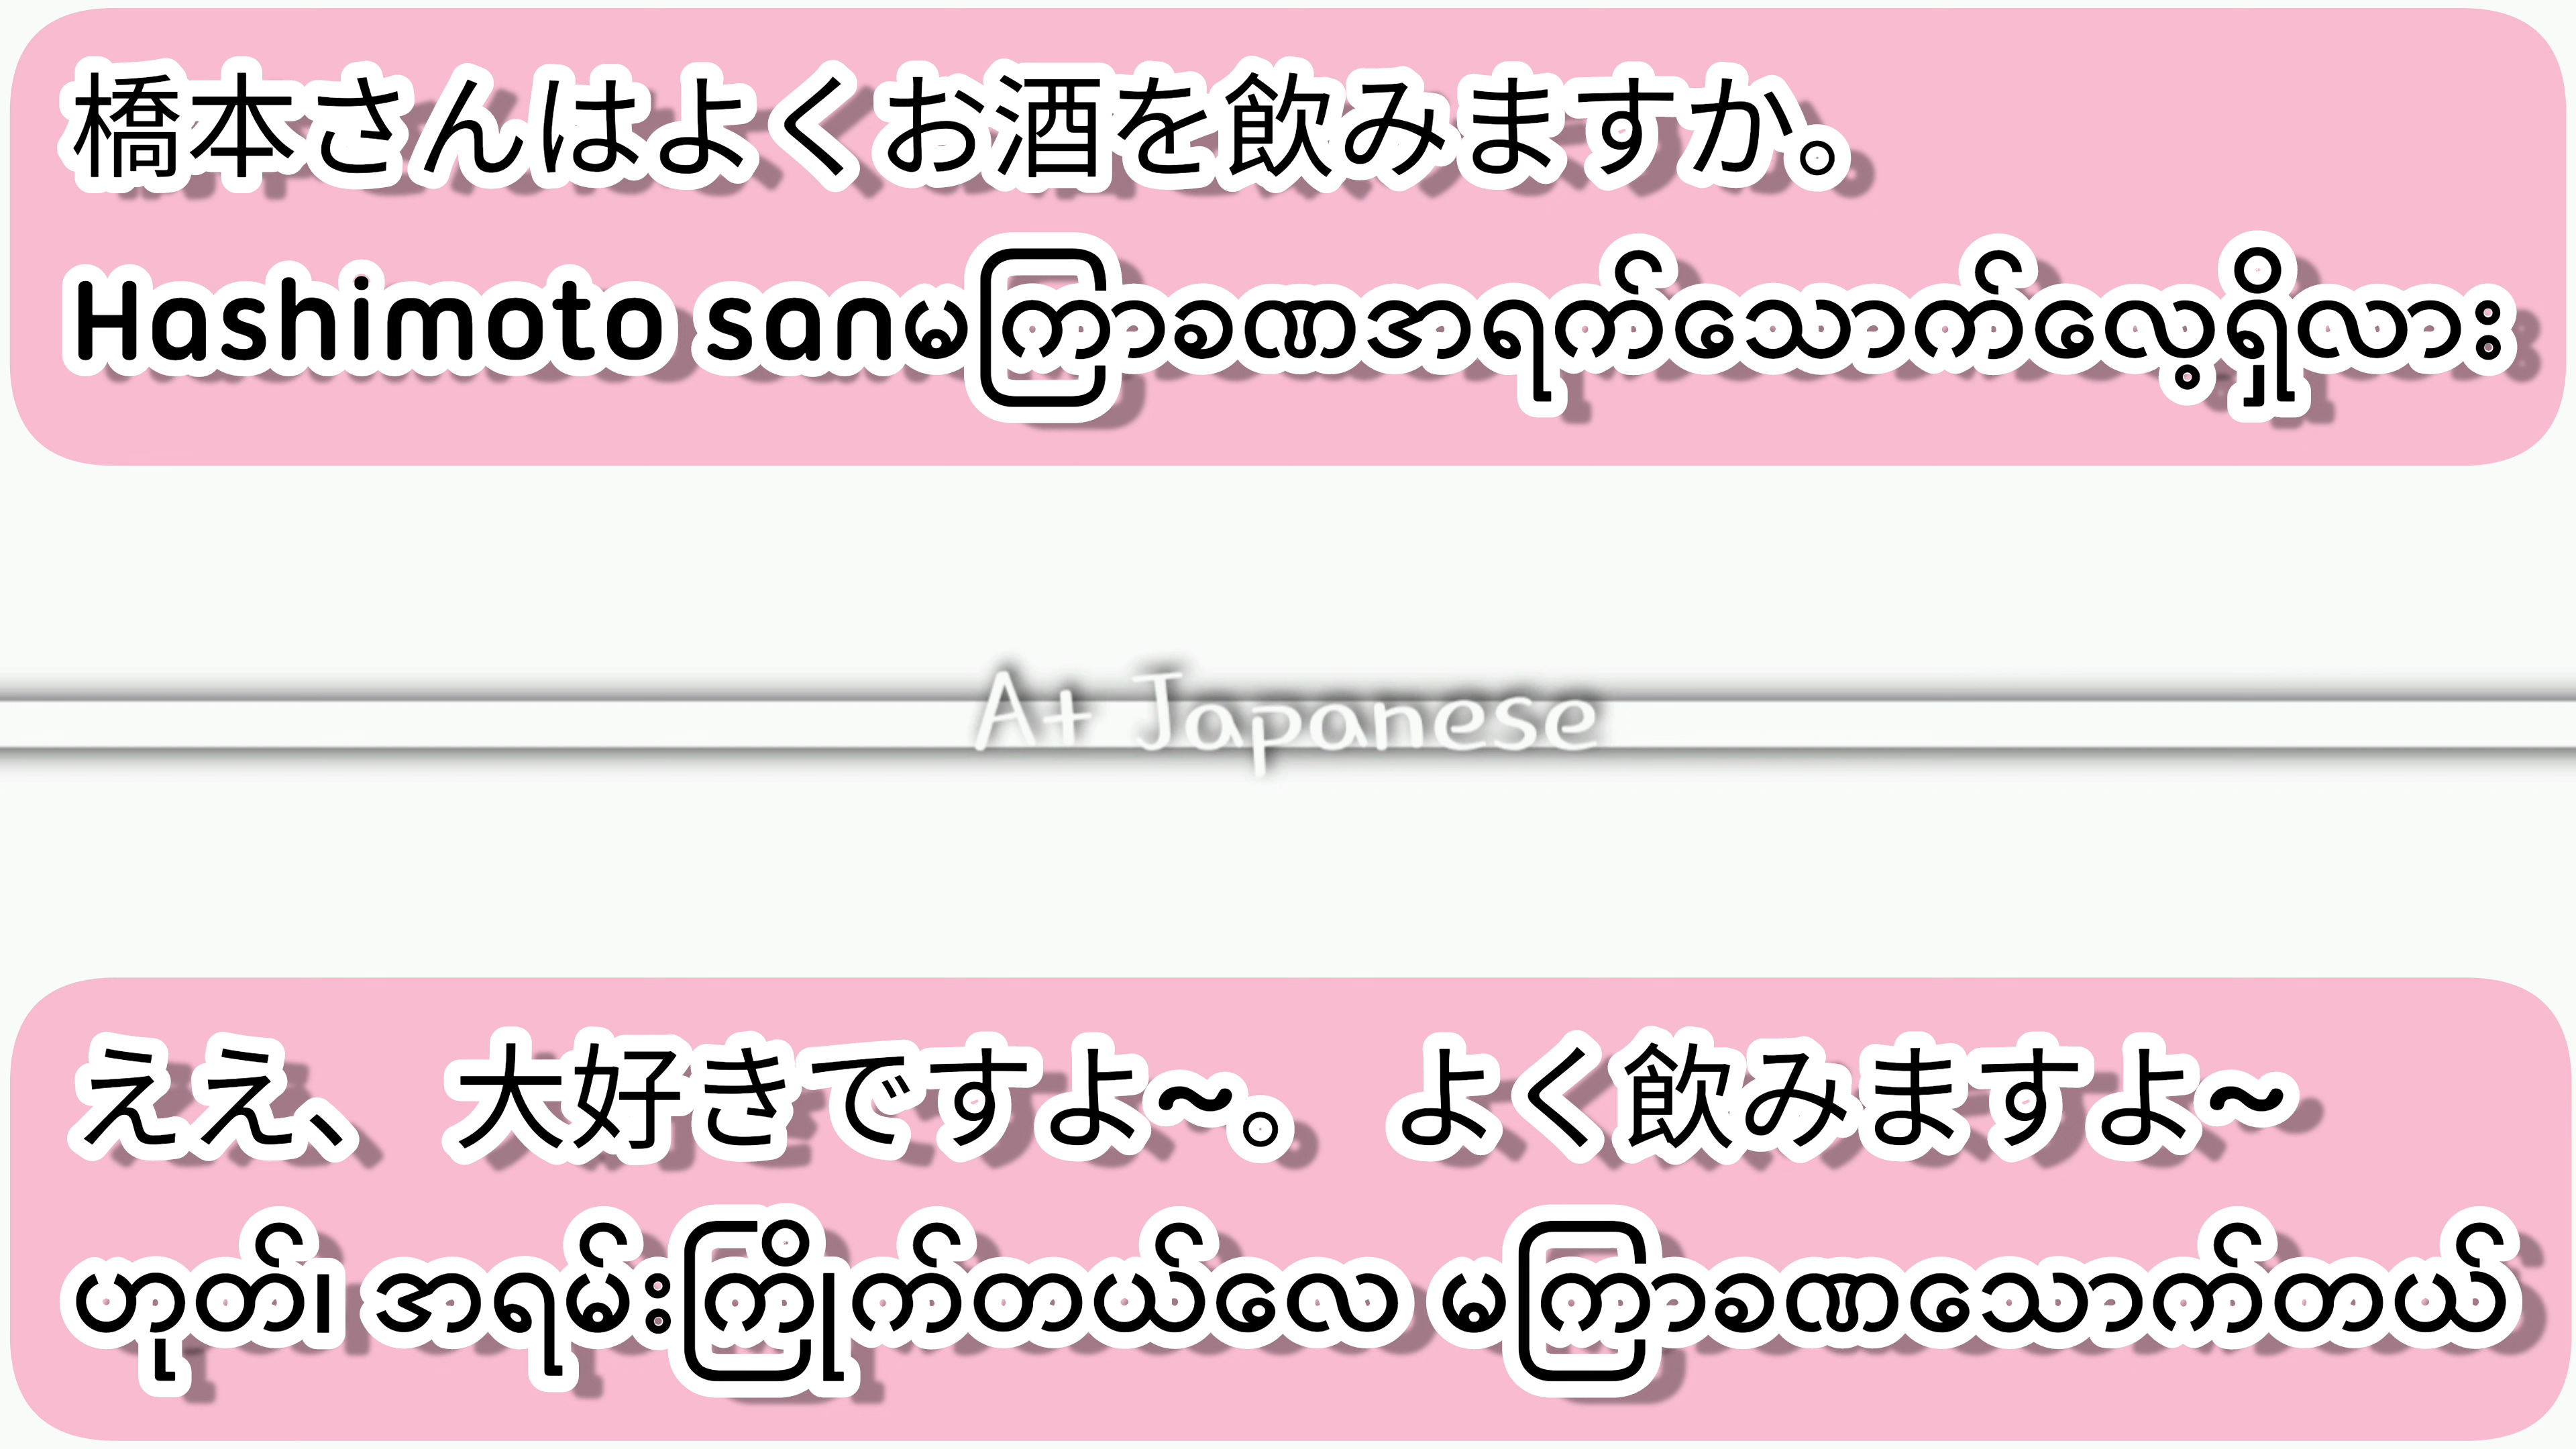 橋本さんはよくお酒を飲みますか。
Hashimoto sanမကြာခဏအရက်သောက်လေ့ရှိလား
At Japanese
ええ、 大好きですよ~。 よく飲みますよ~
ဟုတ်၊ အရမ်းကြိုက်တယ်လေ မကြာခဏသောက်တယ်